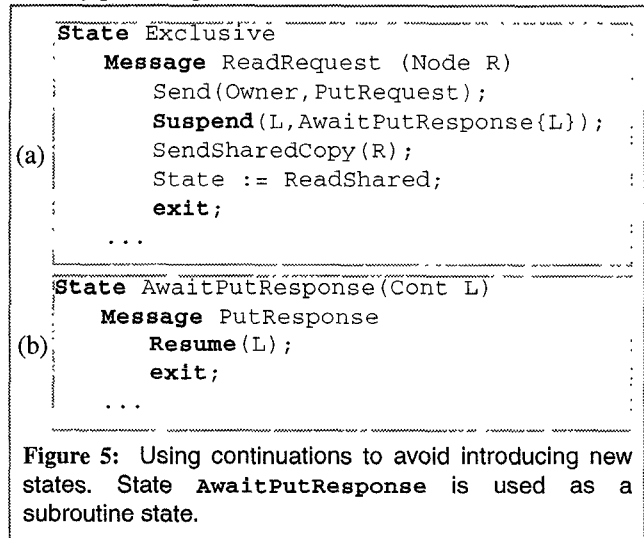 State Exclusive
Message ReadRequest (Node R)
Send(Owner,PutRequest);
Suspend(L,AwaitPutResponse{L});
(a)
SendSharedCopy(R);
State := ReadShared;
exit;
...
State AwaitPutResponse(Cont L)
Message PutResponse
(b)
Resume(L);
exit;
...
Figure 5: Using continuations to avoid introducing new
states. State AwaitPutResponse is used as a
subroutine state.